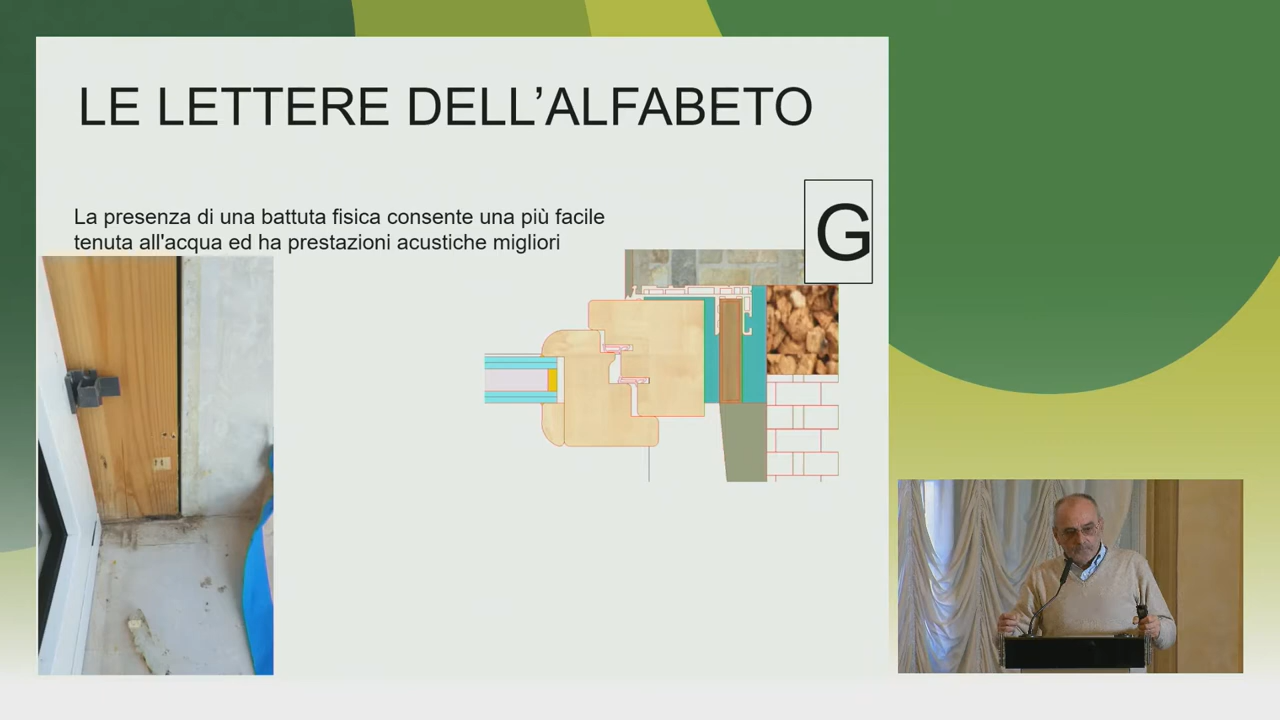 LE LETTERE DELL’ALFABETO
G
La presenza di una battuta fisica consente una più facile
tenuta all'acqua ed ha prestazioni acustiche migliori